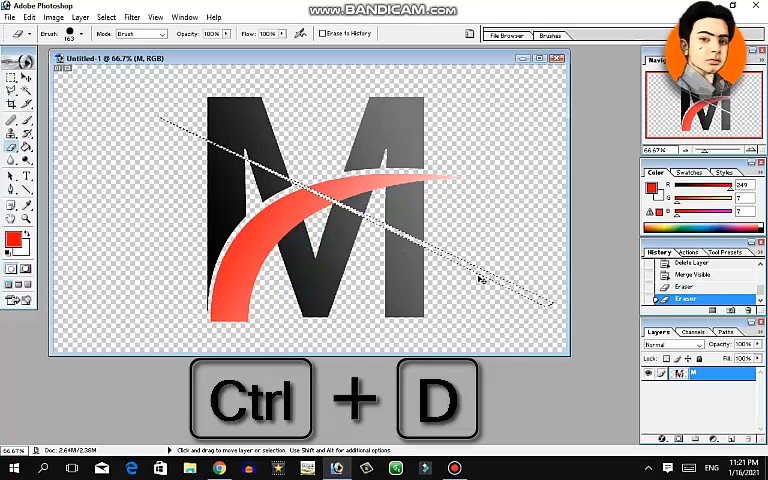 Adobe Photoshop
WWW.BANDICAM.COM
File Edit Image Layer Select Filter View Window Help
Brush: 163 Mode: Brush Opacity: 100% Flow: 100% Erase to History
File Browser Brushes
Untitled-1 @ 66.7% (M, RGB)
M
66.67%
Color Swatches Styles
R 249
G 7
B 7
History Actions Tool Presets
Delete Layer
Merge Visible
Eraser
Eraser
Layers Channels Paths
Normal Opacity: 100%
Lock: Fill: 100%
M
Ctrl + D
66.67% Doc: 2.64M/2.38M Click and drag to move layer or selection. Use Shift and Alt for additional options.
ENG 11:21 PM
1/16/2021